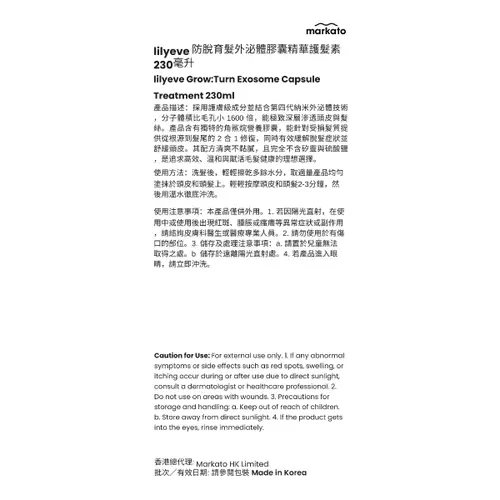 markato
lilyeve 防脫育髮外泌體膠囊精華護髮素
230毫升
lilyeve Grow:Turn Exosome Capsule
Treatment 230ml
產品描述：採用護膚級成分並結合第四代納米外泌體技術
，分子體積比毛孔小 1600 倍，能極致深層滲透頭皮與髮
絲。產品含有獨特的角鯊烷營養膠囊，能針對受損髮質提
供從根源到髮尾的 2 合 1 修復，同時有效緩解脫髮症狀並
舒緩頭皮。其配方清爽不黏膩，且完全不含矽靈與硫酸鹽
，是追求高效、溫和與賦活毛髮健康的理想選擇。
使用方法：洗髮後，輕輕擦乾多餘水分，取適量產品均勻
塗抹於頭皮和頭髮上。輕輕按摩頭皮和頭髮2-3分鐘，然
後用溫水徹底沖洗。
使用注意事項：本產品僅供外用。1. 若因陽光直射，在使
用中或使用後出現紅斑、腫脹或瘙癢等異常症狀或副作用
，請諮詢皮膚科醫生或醫療專業人員。2. 請勿使用於有傷
口的部位。3. 儲存及處理注意事項：a. 請置於兒童無法
取得之處。b 儲存於遠離陽光直射處。4. 若產品進入眼
睛，請立即沖洗。
Caution for Use: For external use only. 1. If any abnormal
symptoms or side effects such as red spots, swelling, or
itching occur during or after use due to direct sunlight,
consult a dermatologist or healthcare professional. 2.
Do not use on areas with wounds. 3. Precautions for
storage and handling: a. Keep out of reach of children.
b. Store away from direct sunlight. 4. If the product gets
into the eyes, rinse immediately.
香港總代理: Markato HK Limited
批次／有效日期: 請參閱包裝 Made in Korea